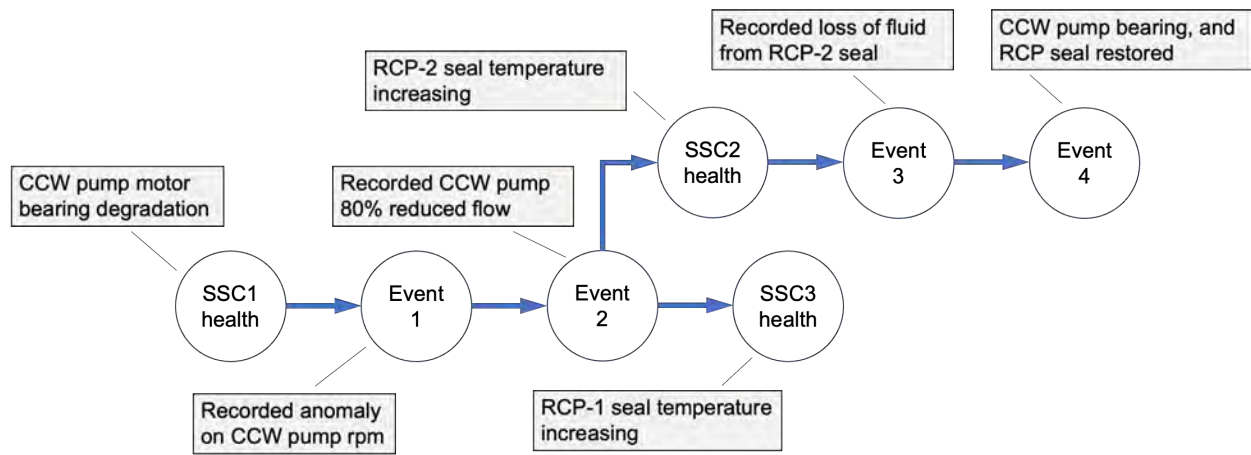 Recorded loss of fluid
from RCP-2 seal
CCW pump bearing, and
RCP seal restored
RCP-2 seal temperature
increasing
SSC2
health
Event
3
Event
4
CCW pump motor
bearing degradation
Recorded CCW pump
80% reduced flow
SSC1
health
Event
1
Event
2
SSC3
health
Recorded anomaly
on CCW pump rpm
RCP-1 seal temperature
increasing